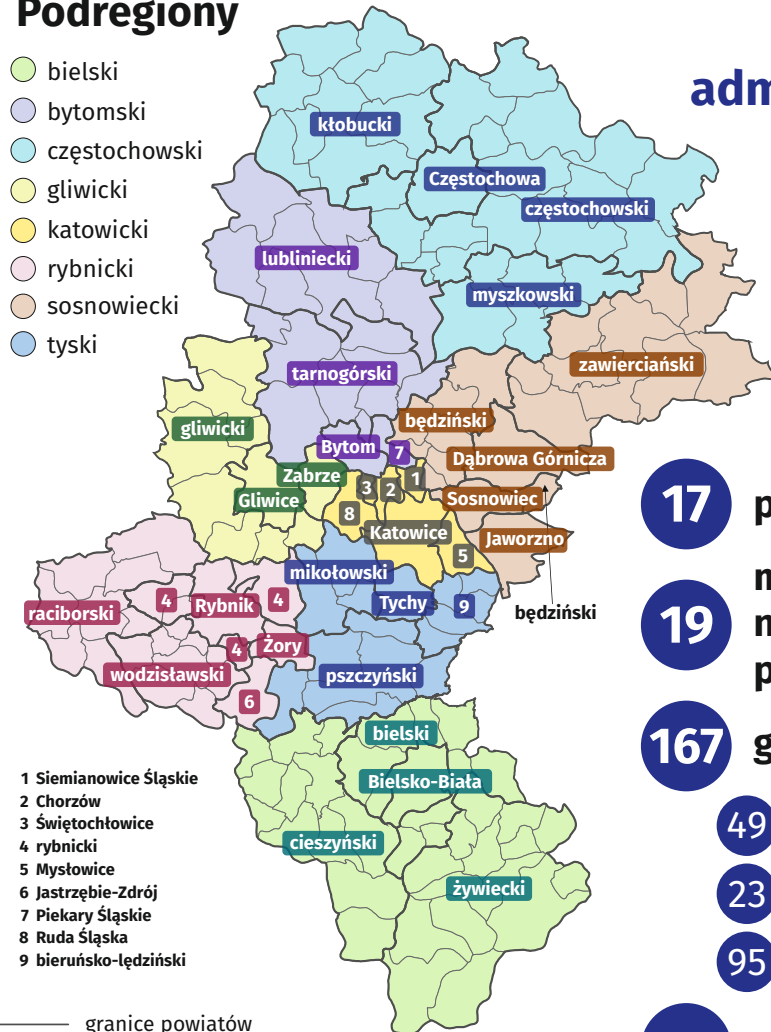 Podregiony
bielski
bytomski
częstochowski
gliwicki
katowicki
rybnicki
sosnowiecki
tyski
adm
kłobucki
Częstochowa
częstochowski
lubliniecki
myszkowski
zawierciański
tarnogórski
będziński
gliwicki
Bytom
7
Dąbrowa Górnicza
Zabrze
3
2
1
Gliwice
Sosnowiec
8
Katowice
Jaworzno
5
mikołowski
raciborski
4
Rybnik
4
Tychy
9
będziński
4
Żory
wodzisławski
pszczyński
6
bielski
Bielsko-Biała
cieszyński
żywiecki
1 Siemianowice Śląskie
2 Chorzów
3 Świętochłowice
4 rybnicki
5 Mysłowice
6 Jastrzębie-Zdrój
7 Piekary Śląskie
8 Ruda Śląska
9 bieruńsko-lędziński
granice powiatów
17 p
19
m
n
p
167 g
49
23
95